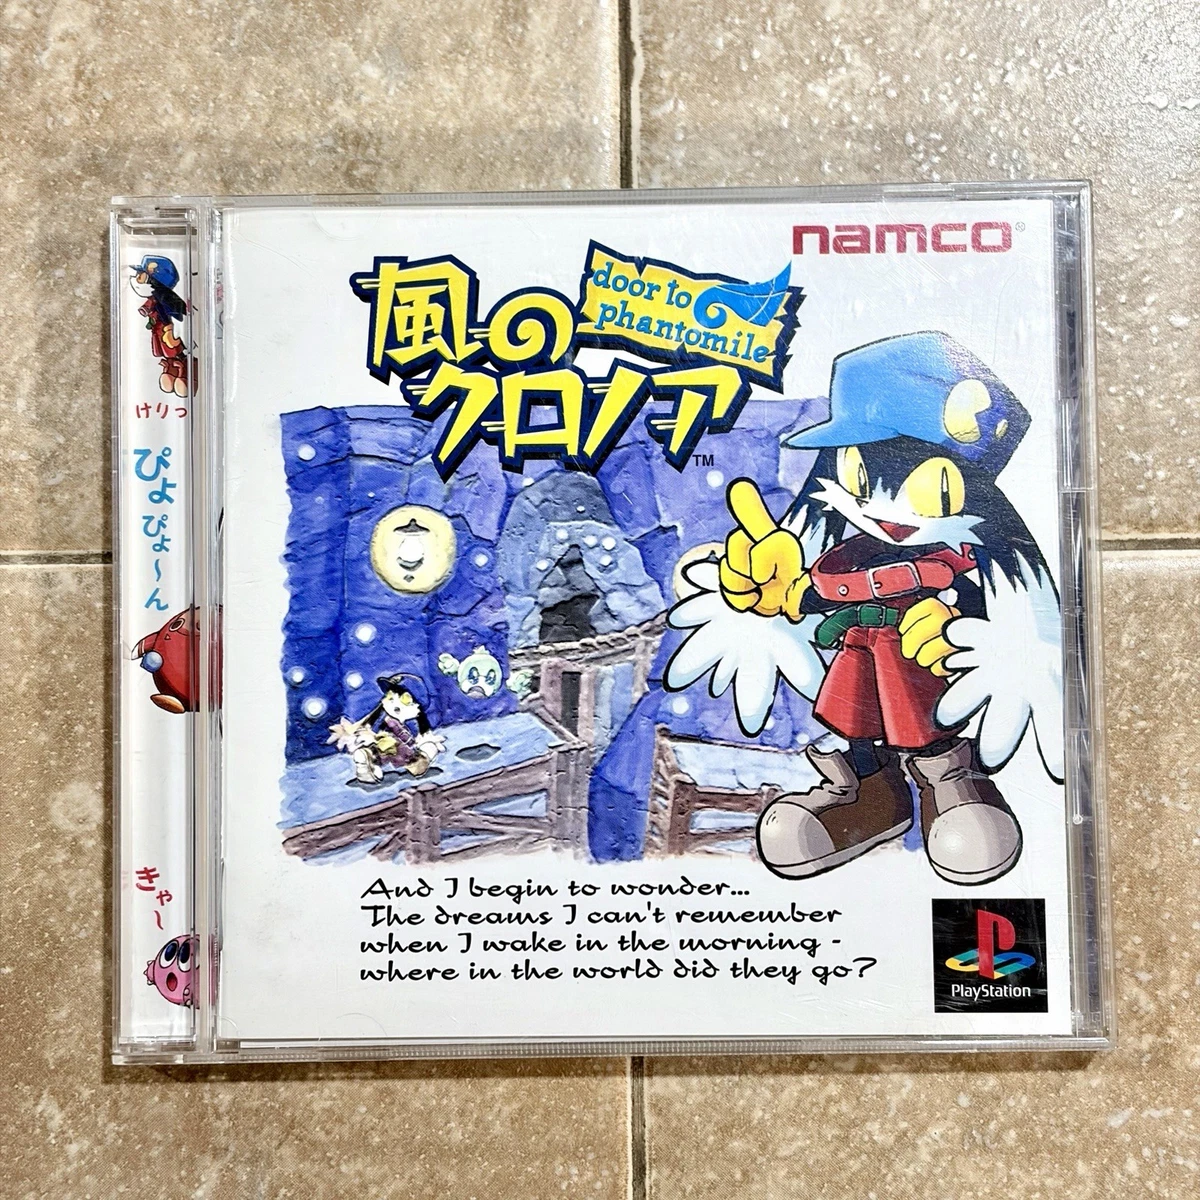 namco®
door to
phantomile
風の
クロノア
™
けりっ
ぴょ
ぴょ~ん
きゃ~
And I begin to wonder...
The dreams I can't remember
when I wake in the morning -
where in the world did they go?
PlayStation